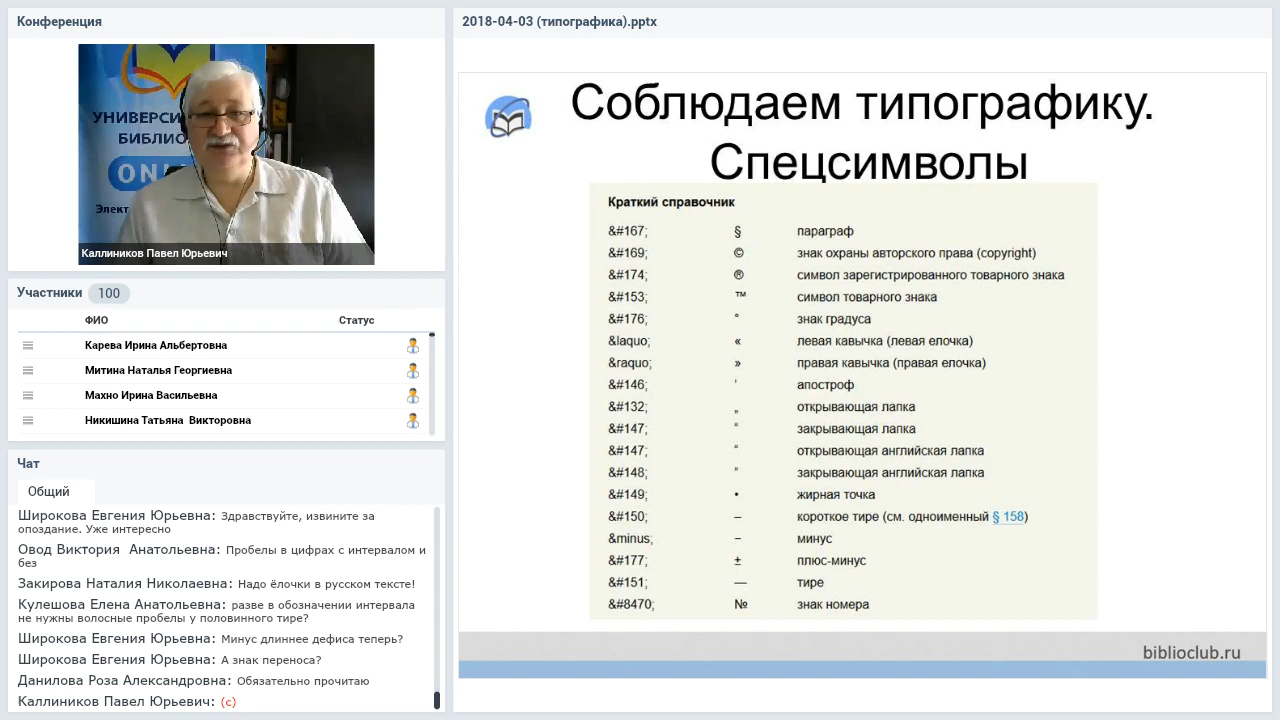 Конференция
УНИВЕРСИ
БИБЛИО
ON
Элект
Каллиников Павел Юрьевич
Участники 100
ФИО Статус
Карева Ирина Альбертовна
Митина Наталья Георгиевна
Махно Ирина Васильевна
Никишина Татьяна Викторовна
Чат
Общий
Широкова Евгения Юрьевна: Здравствуйте, извините за
опоздание. Уже интересно
Овод Виктория Анатольевна: Пробелы в цифрах с интервалом и
без
Закирова Наталия Николаевна: Надо ёлочки в русском тексте!
Кулешова Елена Анатольевна: разве в обозначении интервала
не нужны волосные пробелы у половинного тире?
Широкова Евгения Юрьевна: Минус длиннее дефиса теперь?
Широкова Евгения Юрьевна: А знак переноса?
Данилова Роза Александровна: Обязательно прочитаю
Каллиников Павел Юрьевич: (c)
2018-04-03 (типографика).pptx
Соблюдаем типографику.
Спецсимволы
Краткий справочник
&#167; § параграф
&#169; © знак охраны авторского права (copyright)
&#174; ® символ зарегистрированного товарного знака
&#153; ™ символ товарного знака
&#176; ° знак градуса
&laquo; « левая кавычка (левая елочка)
&raquo; » правая кавычка (правая елочка)
&#146; ’ апостроф
&#132; „ открывающая лапка
&#147; “ закрывающая лапка
&#147; “ открывающая английская лапка
&#148; ” закрывающая английская лапка
&#149; • жирная точка
&#150; – короткое тире (см. одноименный § 158)
&minus; − минус
&#177; ± плюс-минус
&#151; — тире
&#8470; № знак номера
biblioclub.ru